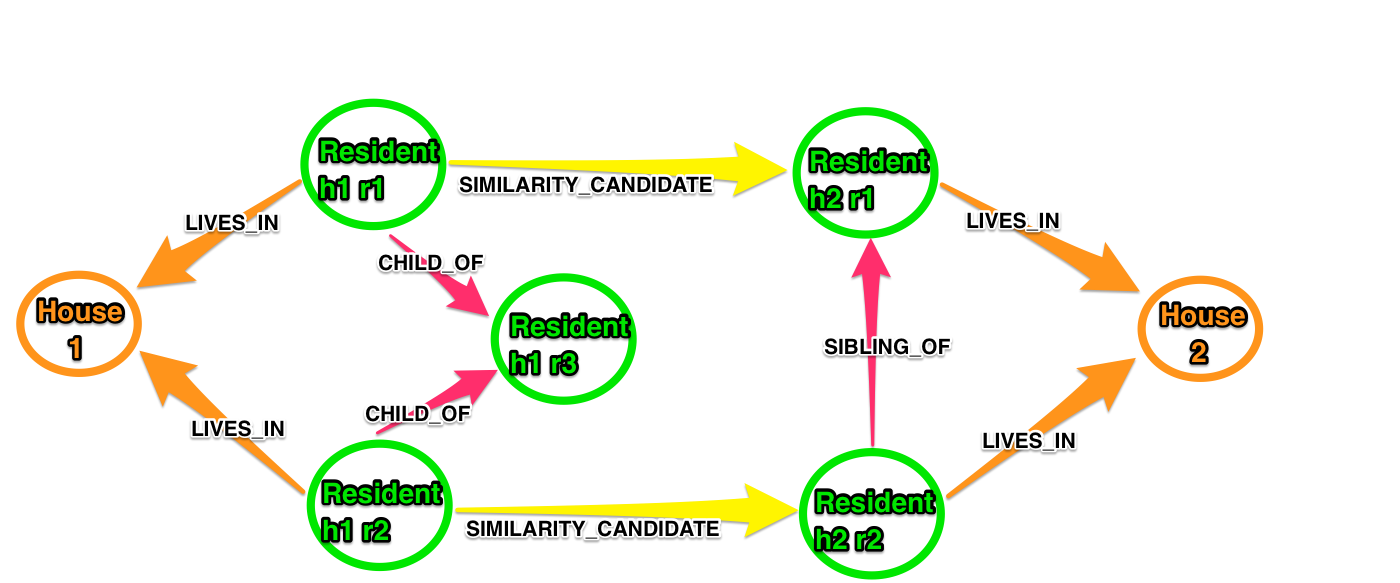 Resident
h1 r1
SIMILARITY_CANDIDATE
Resident
h2 r1
LIVES_IN
LIVES_IN
CHILD_OF
House
1
Resident
h1 r3
SIBLING_OF
House
2
CHILD_OF
LIVES_IN
LIVES_IN
Resident
h1 r2
SIMILARITY_CANDIDATE
Resident
h2 r2